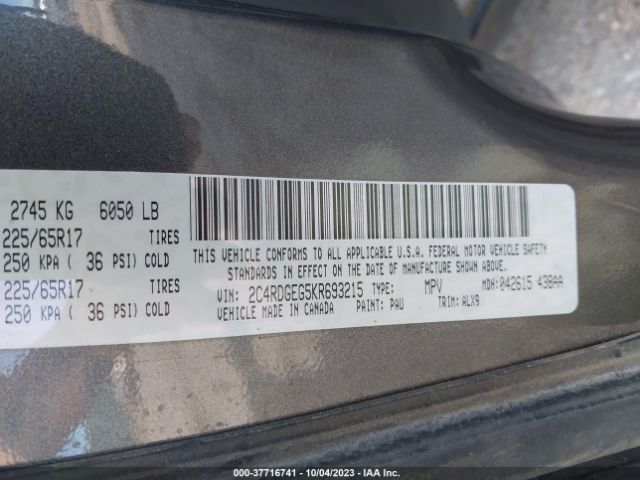 2745 KG 6050 LB
225/65R17 TIRES
250 KPA ( 36 PSI) COLD
225/65R17 TIRES
250 KPA ( 36 PSI) COLD
THIS VEHICLE CONFORMS TO ALL APPLICABLE U.S.A. FEDERAL MOTOR VEHICLE SAFETY
STANDARDS IN EFFECT ON THE DATE OF MANUFACTURE SHOWN ABOVE.
VIN: 2C4RDGEG5KR693215 TYPE: MPV MDH: 042615 438AA
VEHICLE MADE IN CANADA PAINT: PAU TRIM: ALX9
000-37716741 | 10/04/2023 | IAA Inc.